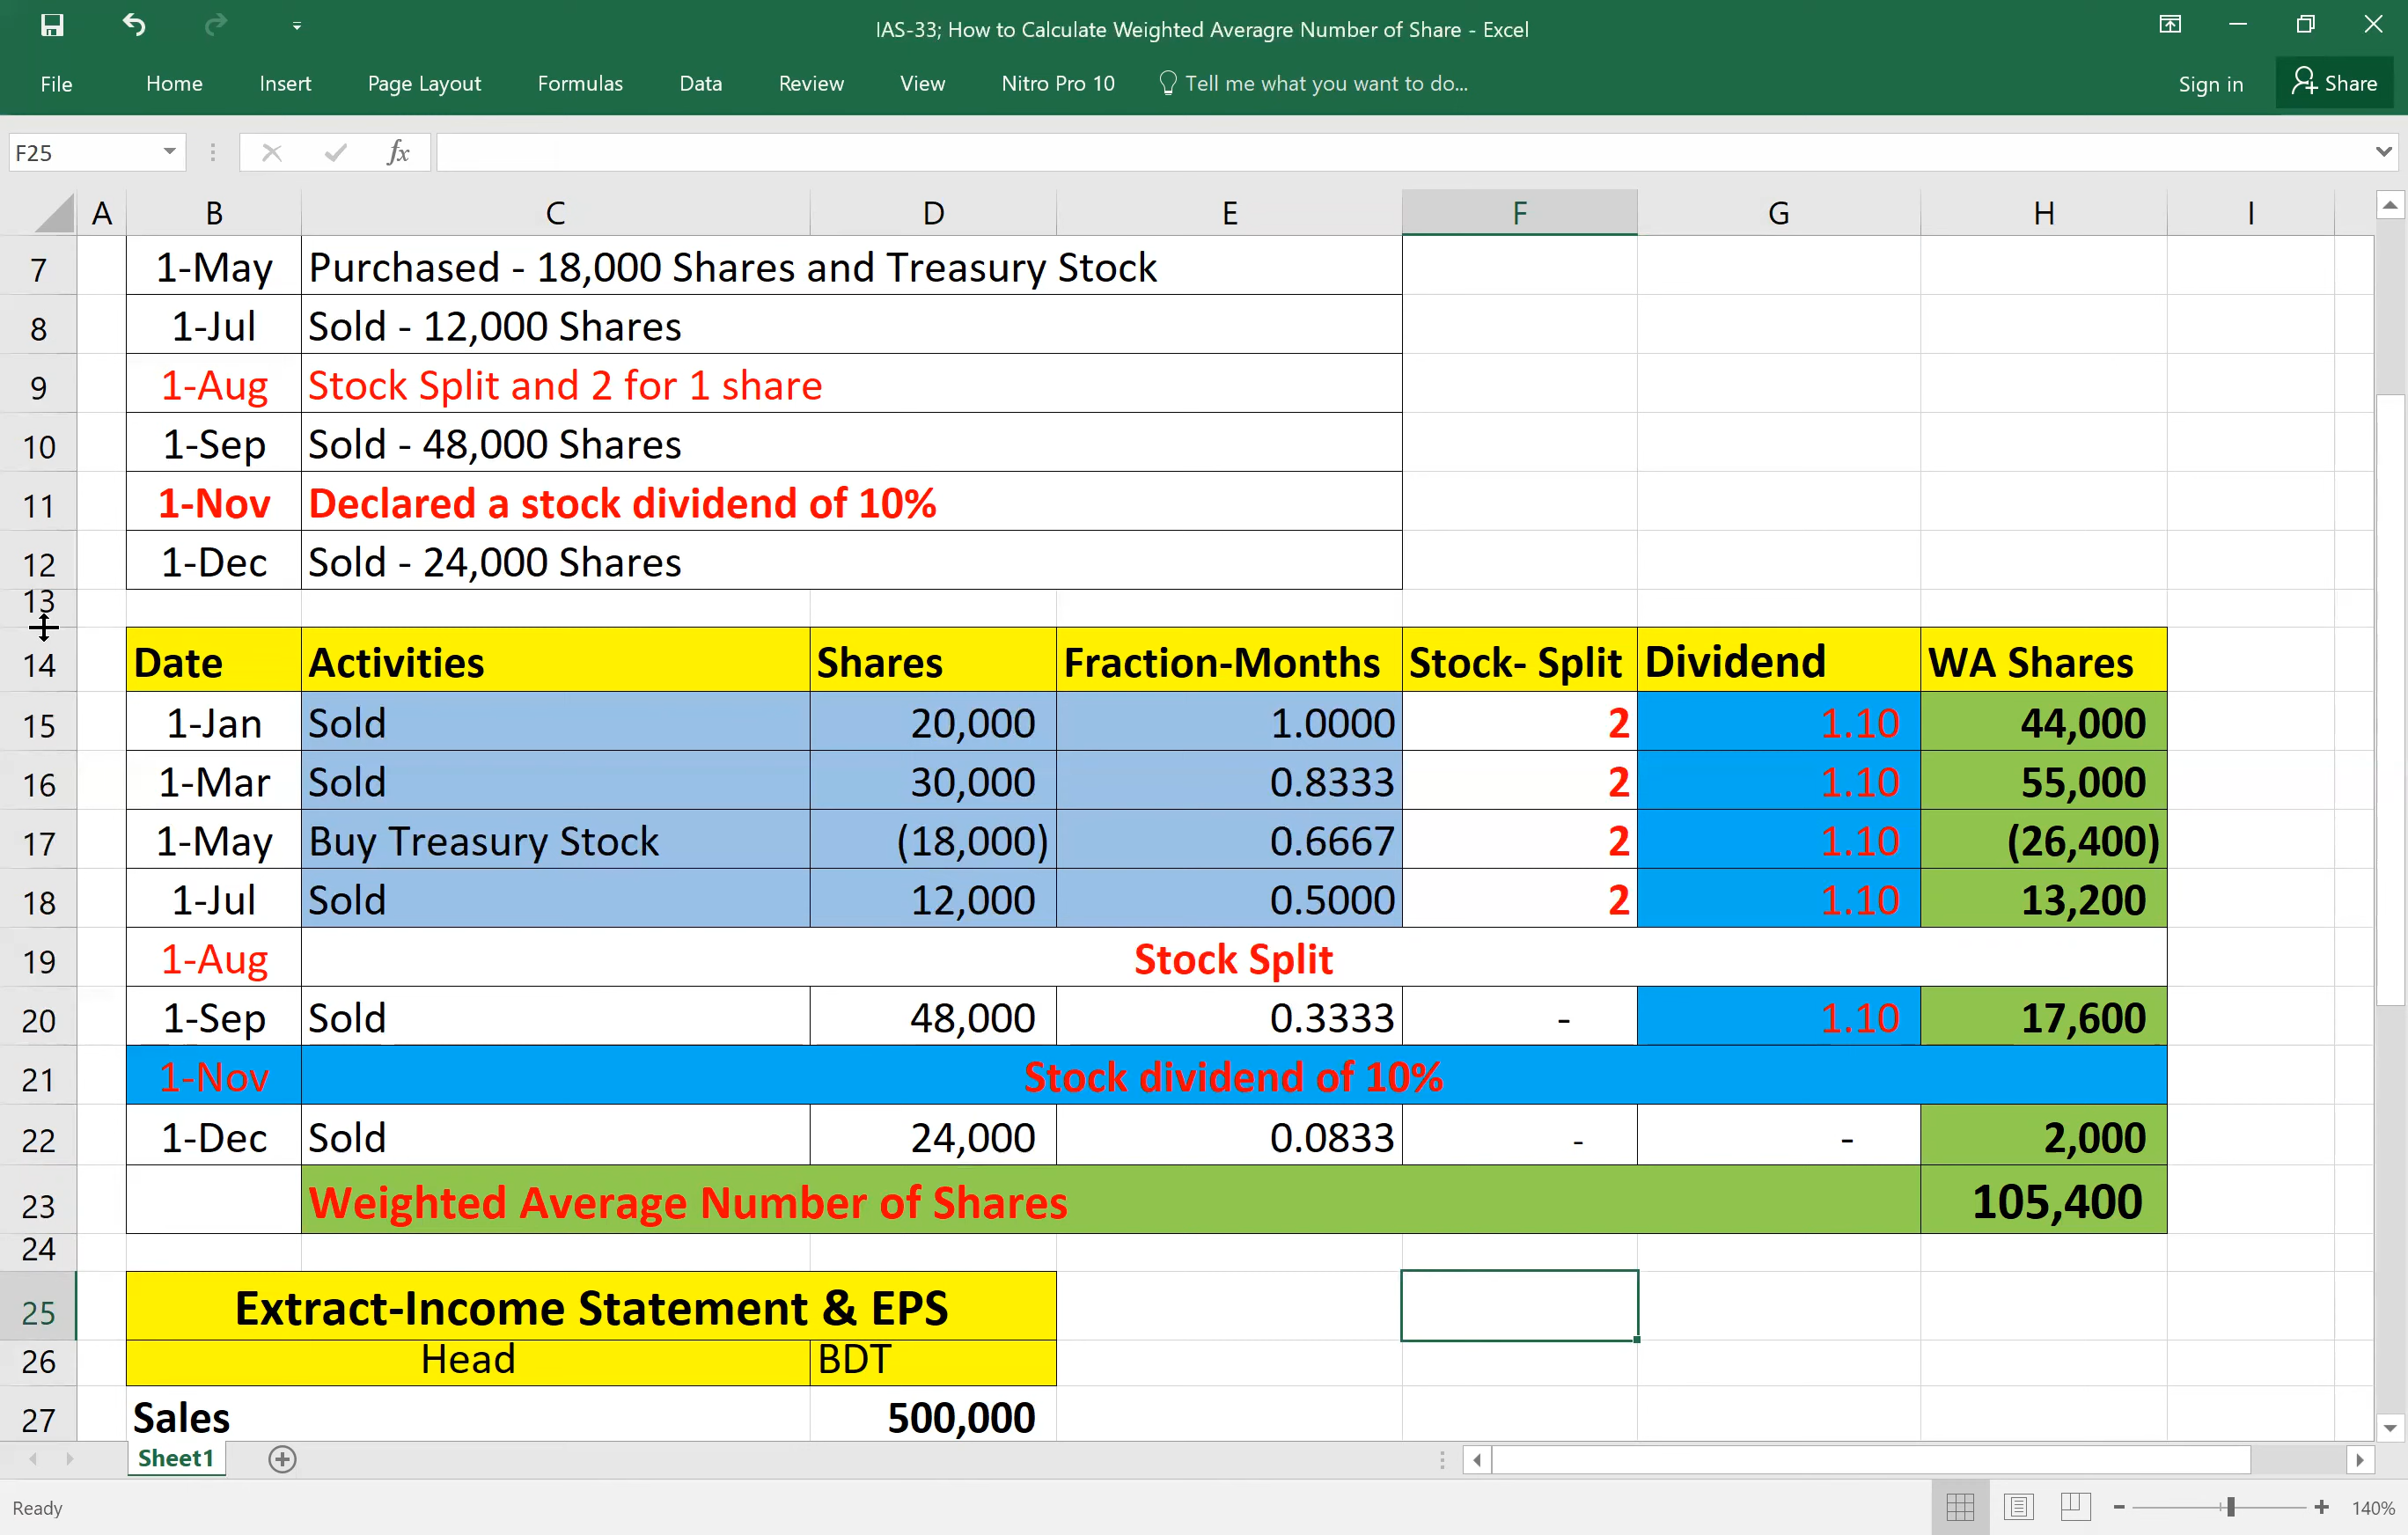 IAS-33; How to Calculate Weighted Averagre Number of Share - Excel
File Home Insert Page Layout Formulas Data Review View Nitro Pro 10 Tell me what you want to do... Sign in Share
F25 fx
A B C D E F G H I
7 1-May Purchased - 18,000 Shares and Treasury Stock
8 1-Jul Sold - 12,000 Shares
9 1-Aug Stock Split and 2 for 1 share
10 1-Sep Sold - 48,000 Shares
11 1-Nov Declared a stock dividend of 10%
12 1-Dec Sold - 24,000 Shares
13
14 Date Activities Shares Fraction-Months Stock- Split Dividend WA Shares
15 1-Jan Sold 20,000 1.0000 2 1.10 44,000
16 1-Mar Sold 30,000 0.8333 2 1.10 55,000
17 1-May Buy Treasury Stock (18,000) 0.6667 2 1.10 (26,400)
18 1-Jul Sold 12,000 0.5000 2 1.10 13,200
19 1-Aug Stock Split
20 1-Sep Sold 48,000 0.3333 - 1.10 17,600
21 1-Nov Stock dividend of 10%
22 1-Dec Sold 24,000 0.0833 - - 2,000
23 Weighted Average Number of Shares 105,400
24
25 Extract-Income Statement & EPS
26 Head BDT
27 Sales 500,000
Sheet1
Ready 140%